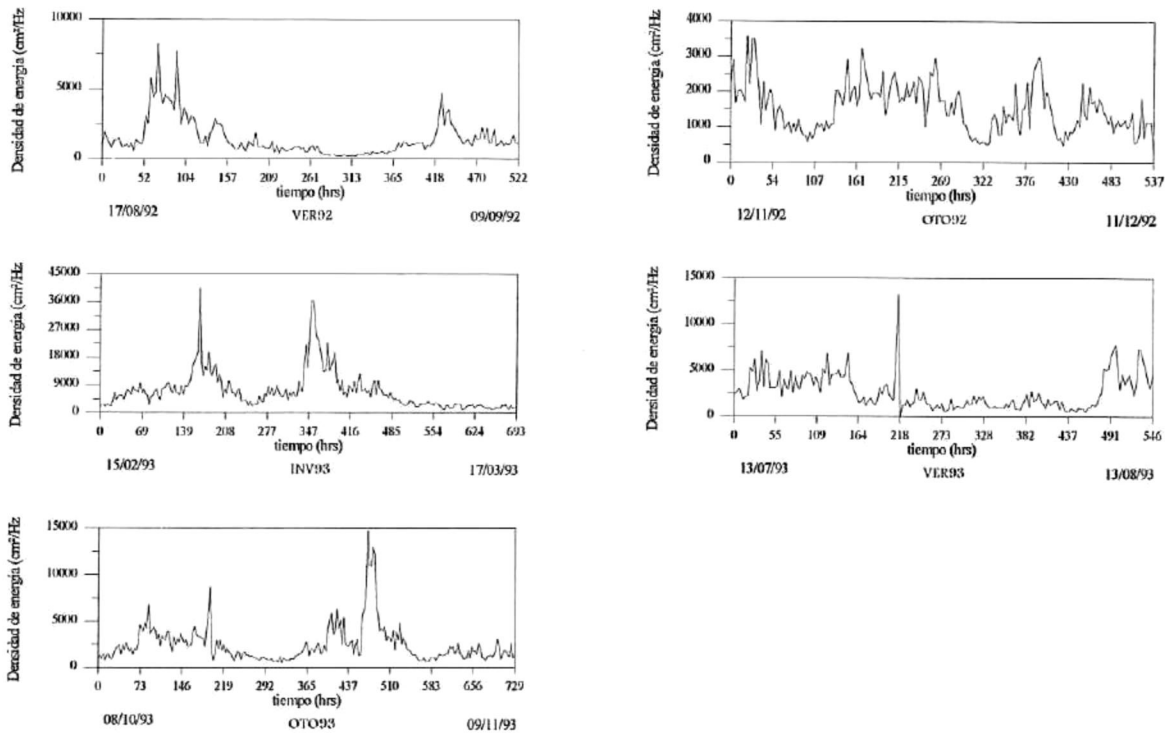 Densidad de energía (cm²/Hz
10000
5000
0
0 52 104 157 209 261 313 365 418 470 522
tiempo (hrs)
17/08/92 VER92 09/09/92
Densidad de energía (cm²/Hz
4000
3000
2000
1000
0
0 54 107 161 215 269 322 376 430 483 537
tiempo (hrs)
12/11/92 OTO92 11/12/92
Densidad de energía (cm²/Hz
45000
36000
27000
18000
9000
0
0 69 139 208 277 347 416 485 554 624 693
tiempo (hrs)
15/02/93 INV93 17/03/93
Densidad de energía (cm²/Hz
15000
10000
5000
0
0 55 109 164 218 273 328 382 437 491 546
tiempo (hrs)
13/07/93 VER93 13/08/93
Densidad de energía (cm²/Hz
15000
10000
5000
0
0 73 146 219 292 365 437 510 583 656 729
tiempo (hrs)
08/10/93 OTO93 09/11/93